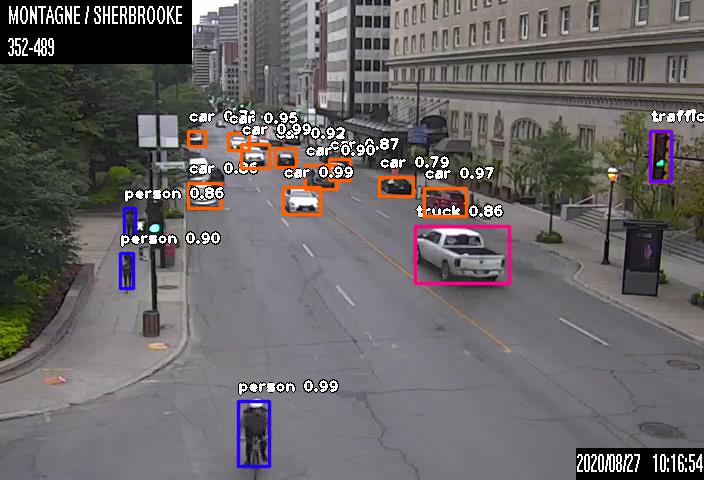 MONTAGNE / SHERBROOKE
352-489
car 0.95
car 0.99
0.92
car 0.90
0.87
car 0.86
car 0.99
car 0.79
car 0.97
traffic
person 0.86
truck 0.86
person 0.90
person 0.99
2020/08/27 10:16:54